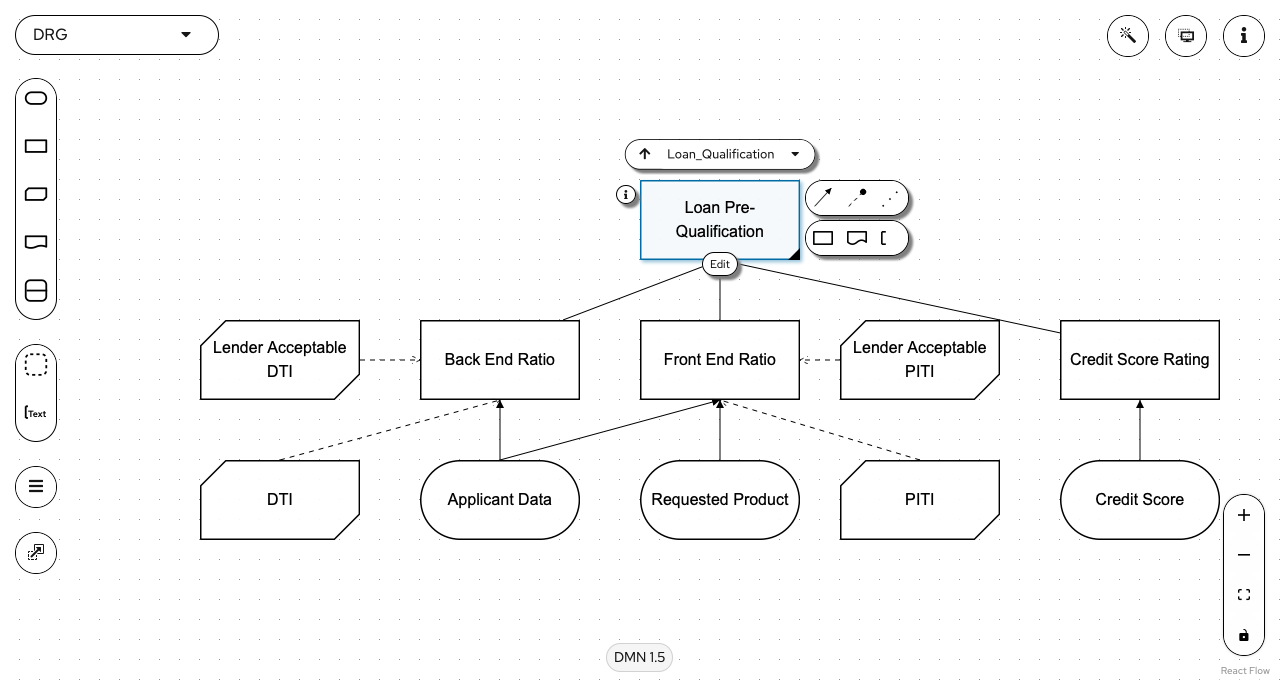 DRG
Loan_Qualification
Loan Pre-
Qualification
Edit
Lender Acceptable
DTI
Back End Ratio
Front End Ratio
Lender Acceptable
PITI
Credit Score Rating
[Text
DTI
Applicant Data
Requested Product
PITI
Credit Score
DMN 1.5
React Flow